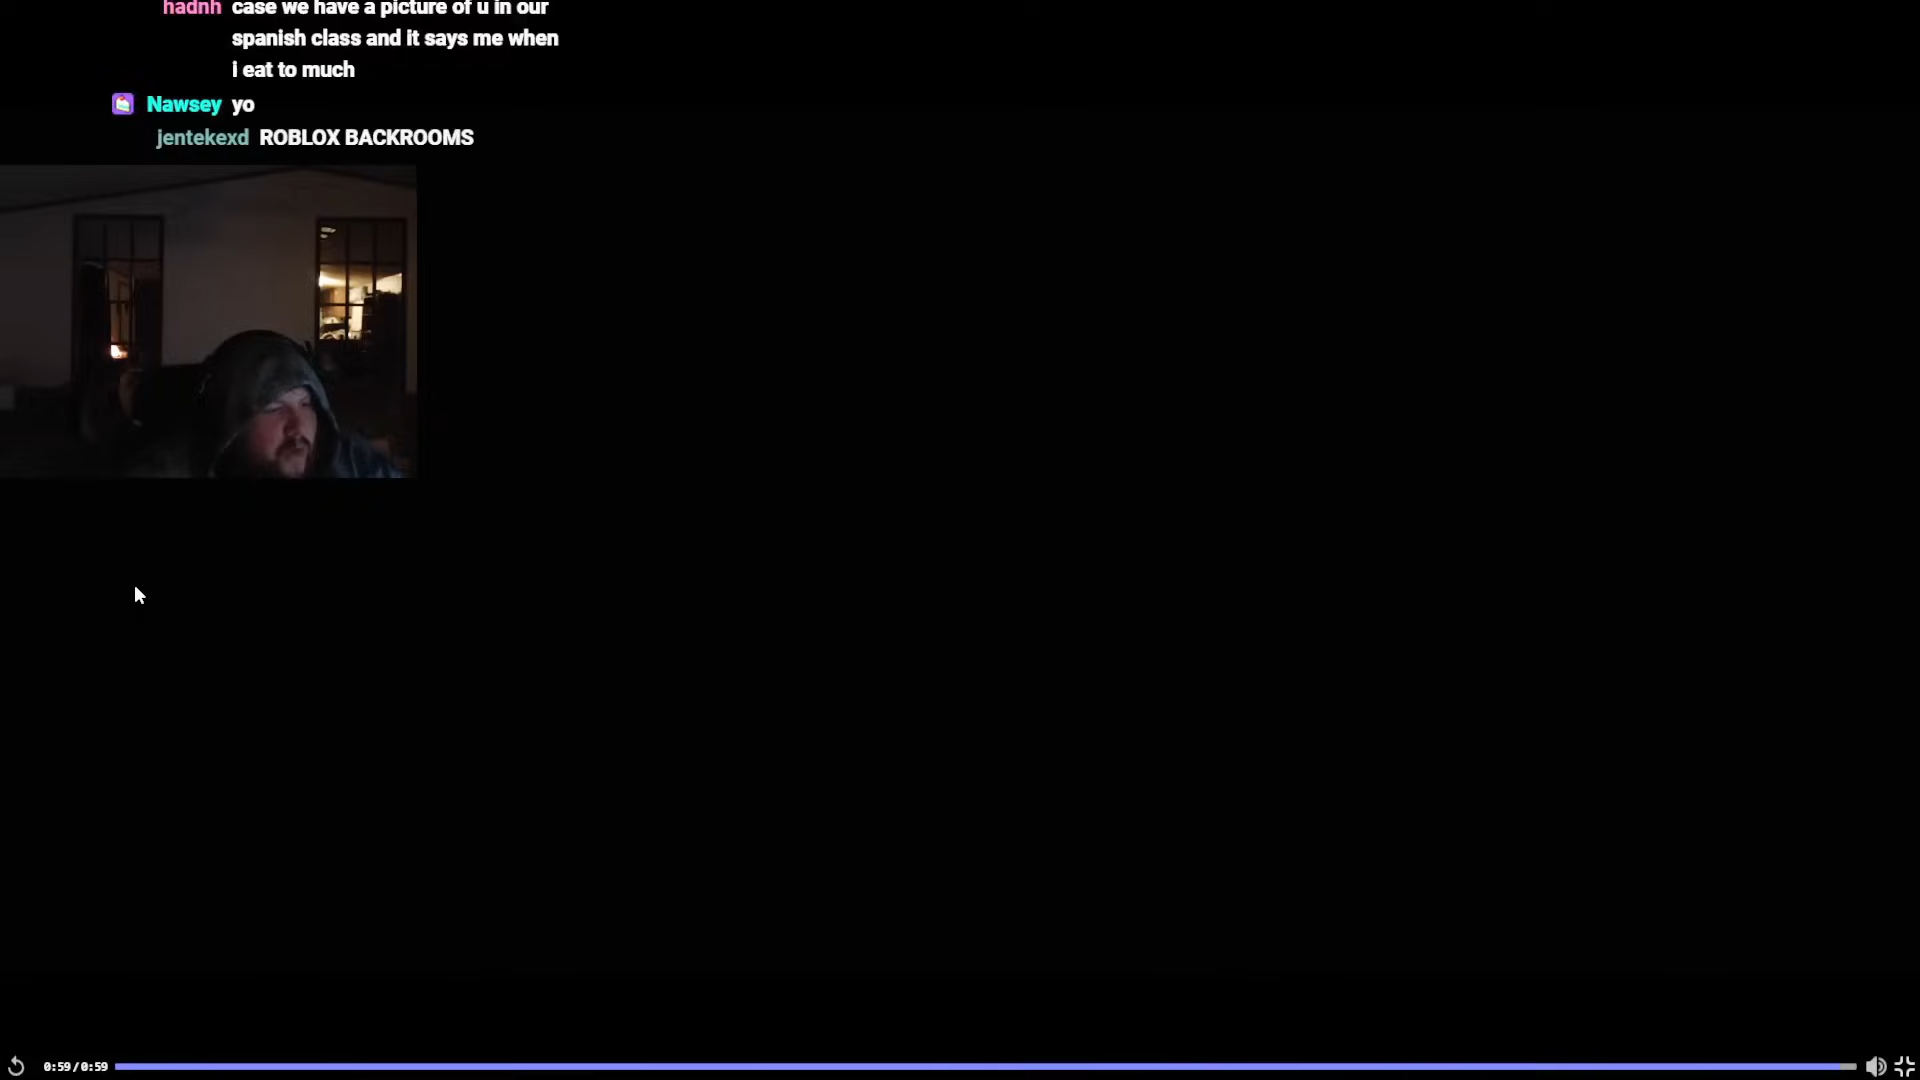 hadnh case we have a picture of u in our
spanish class and it says me when
i eat to much
Nawsey yo
jentekexd ROBLOX BACKROOMS
0:59/0:59